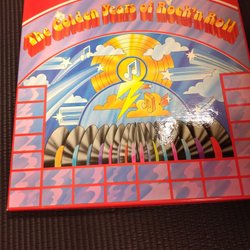 The Golden Years of Rock'n Roll